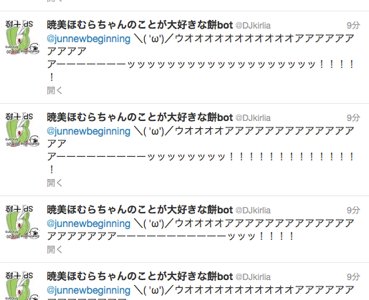 開く
暁美ほむらちゃんのことが大好きな餅bot @DJkirlia 9分
@junnewbeginning ＼( 'ω')／ウオオオオオオオオオオオアアアアアア
アアアア
アーーーーーーーッッッッッッッッッッッッッッッッッッッ！！！！
！
開く
暁美ほむらちゃんのことが大好きな餅bot @DJkirlia 9分
@junnewbeginning ＼( 'ω')／ウオオオオアアアアアアアアアアアアア
アア
アーーーーーーーーーッッッッッッッッ！！！！！！！！！！！！！
！
開く
暁美ほむらちゃんのことが大好きな餅bot @DJkirlia 9分
@junnewbeginning ＼( 'ω')／ウオオオオアアアアアアアアアアアアア
アアアアアアアーーーーーーーーーーーッッッ！！！！
開く
暁美ほむらちゃんのことが大好きな餅bot @DJkirlia 9分
@junnewbeginning ＼( 'ω')／ウオオオオオオオオオオオアアアアアア